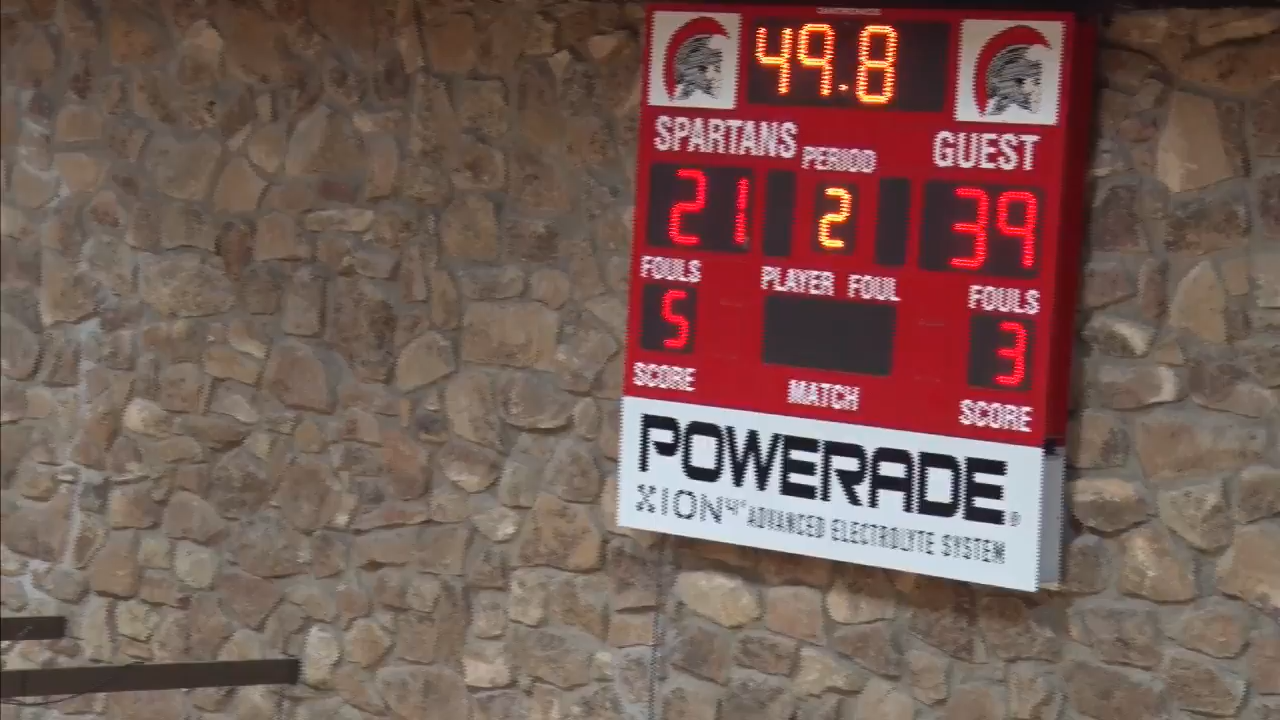 49.8
SPARTANS PERIOD GUEST
21 2 39
FOULS PLAYER FOUL FOULS
5 3
SCORE MATCH SCORE
POWERADE®
XION4™ ADVANCED ELECTROLYTE SYSTEM